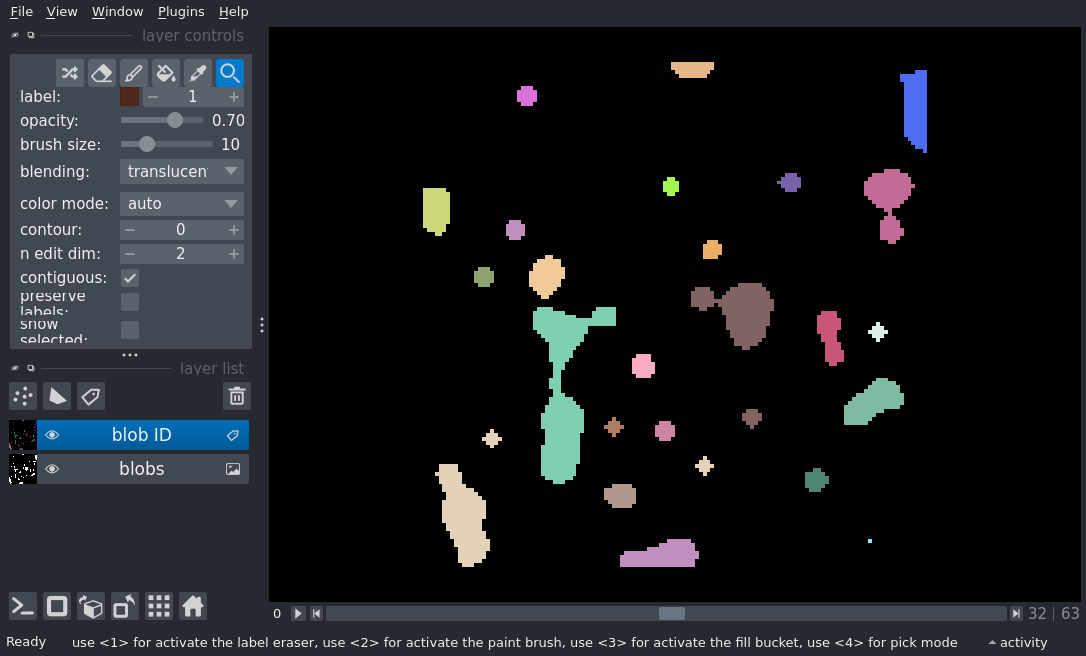 File View Window Plugins Help
layer controls
label: 1
opacity: 0.70
brush size: 10
blending: translucen
color mode: auto
contour: 0
n edit dim: 2
contiguous:
preserve
labels:
show
selected:
layer list
blob ID
blobs
0 32 63
Ready use <1> for activate the label eraser, use <2> for activate the paint brush, use <3> for activate the fill bucket, use <4> for pick mode activity